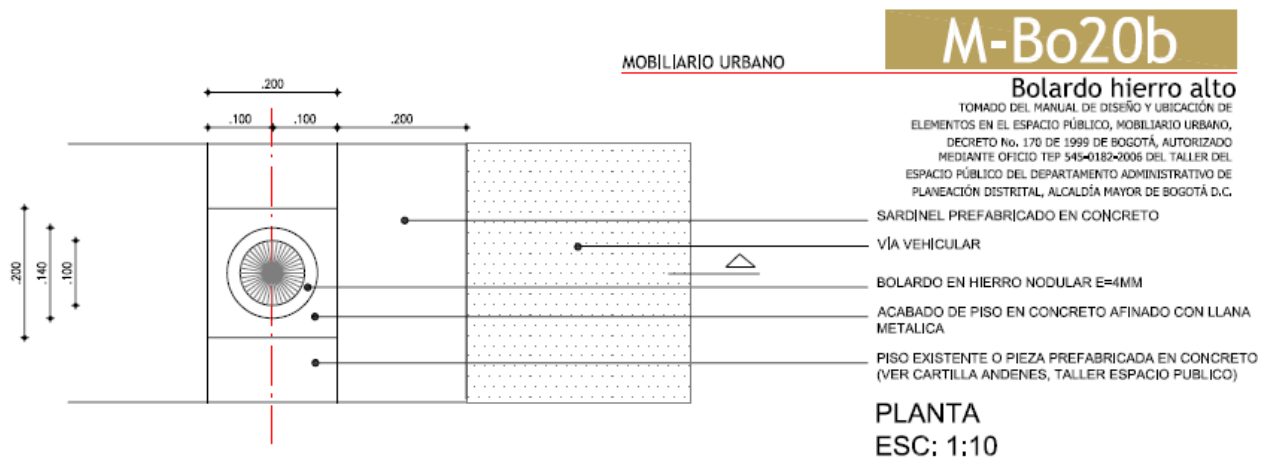 M-Bo20b
MOBILIARIO URBANO
Bolardo hierro alto
TOMADO DEL MANUAL DE DISEÑO Y UBICACIÓN DE
ELEMENTOS EN EL ESPACIO PÚBLICO, MOBILIARIO URBANO,
DECRETO No. 170 DE 1999 DE BOGOTÁ, AUTORIZADO
MEDIANTE OFICIO TEP 545-0182-2006 DEL TALLER DEL
ESPACIO PÚBLICO DEL DEPARTAMENTO ADMINISTRATIVO DE
PLANEACIÓN DISTRITAL, ALCALDÍA MAYOR DE BOGOTÁ D.C.
.200
.100
.100
.200
.200
.140
.100
SARDINEL PREFABRICADO EN CONCRETO
VÍA VEHICULAR
BOLARDO EN HIERRO NODULAR E=4MM
ACABADO DE PISO EN CONCRETO AFINADO CON LLANA
METALICA
PISO EXISTENTE O PIEZA PREFABRICADA EN CONCRETO
(VER CARTILLA ANDENES, TALLER ESPACIO PUBLICO)
PLANTA
ESC: 1:10